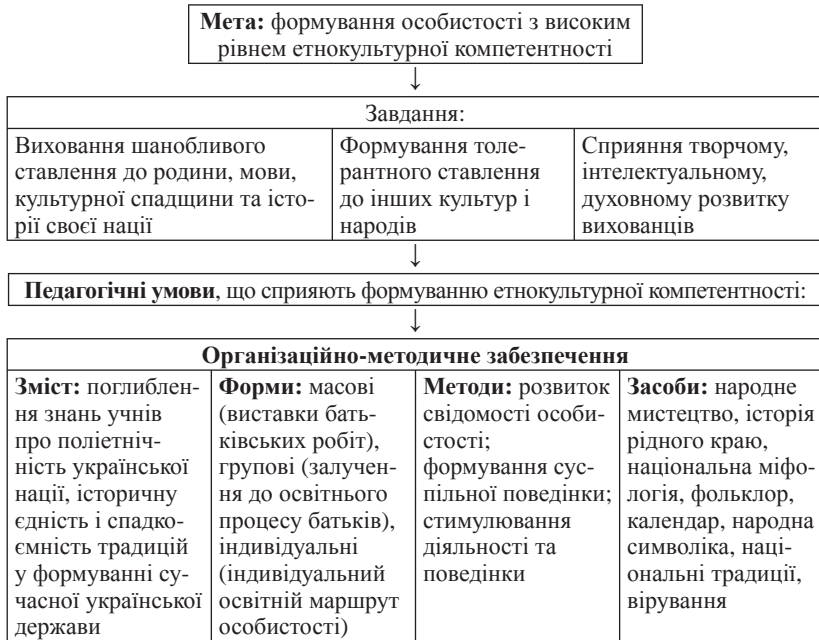 Мета: формування особистості з високим
рівнем етнокультурної компетентності
↓
Завдання:
Виховання шанобливого
ставлення до родини, мови,
культурної спадщини та істо-
рії своєї нації
Формування толе-
рантного ставлення
до інших культур і
народів
Сприяння творчому,
інтелектуальному,
духовному розвитку
вихованців
↓
Педагогічні умови, що сприяють формуванню етнокультурної компетентності:
↓
Організаційно-методичне забезпечення
Зміст: поглиблен-
ня знань учнів
про поліетніч-
ність української
нації, історичну
єдність і спадко-
ємність традицій
у формуванні су-
часної української
держави
Форми: масові
(виставки бать-
ківських робіт),
групові (залучен-
ня до освітнього
процесу батьків),
індивідуальні
(індивідуальний
освітній маршрут
особистості)
Методи: розвиток
свідомості особи-
стості;
формування сус-
пільної поведінки;
стимулювання
діяльності та
поведінки
Засоби: народне
мистецтво, історія
рідного краю,
національна міфо-
логія, фольклор,
календар, народна
символіка, наці-
ональні традиції,
вірування